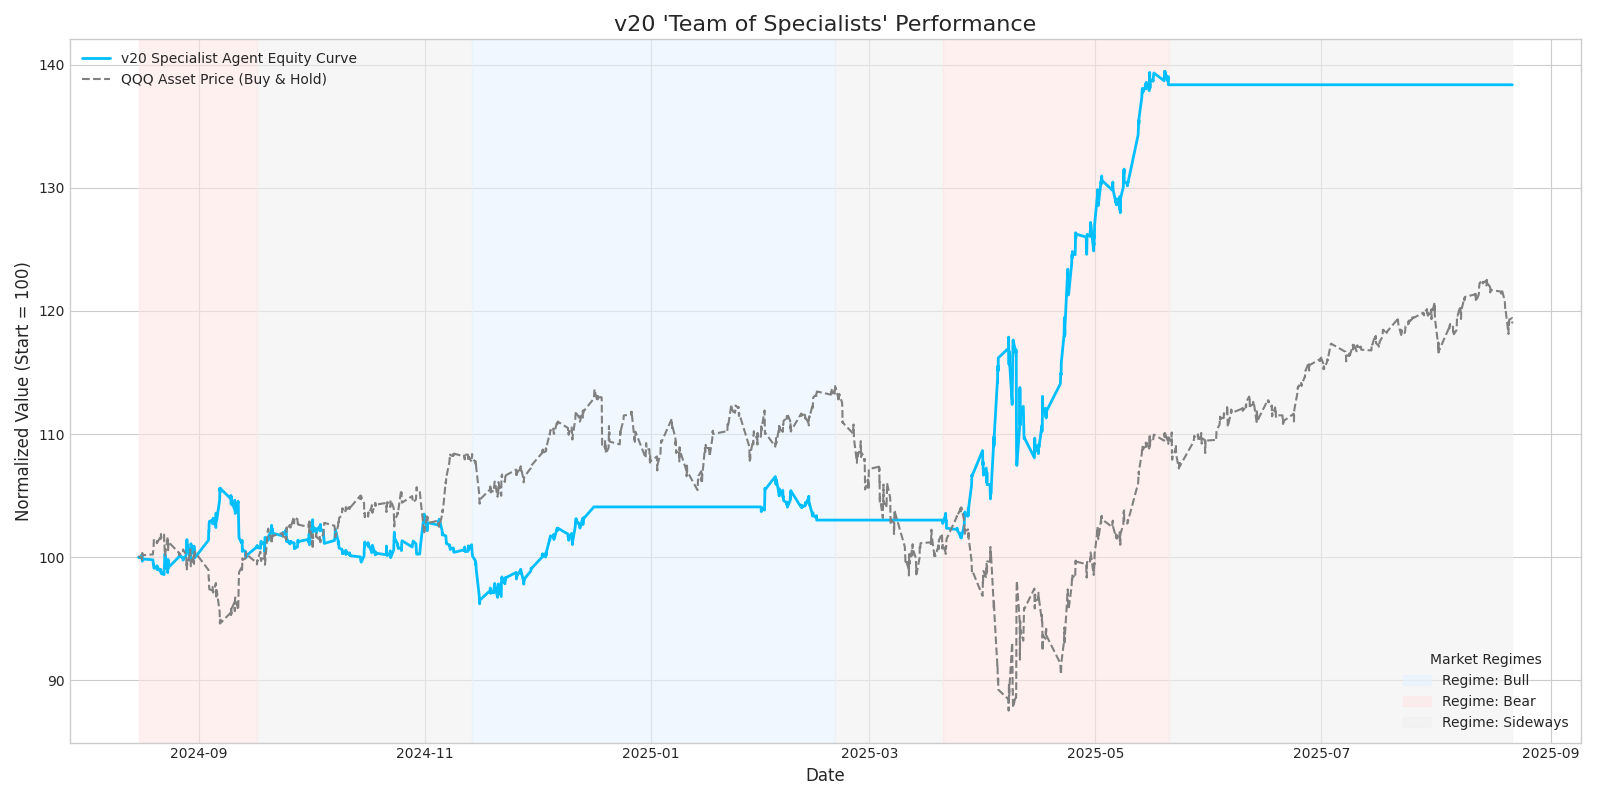 v20 'Team of Specialists' Performance
v20 Specialist Agent Equity Curve
QQQ Asset Price (Buy & Hold)
Normalized Value (Start = 100)
140
130
120
110
100
90
Market Regimes
Regime: Bull
Regime: Bear
Regime: Sideways
2024-09
2024-11
2025-01
2025-03
2025-05
2025-07
2025-09
Date